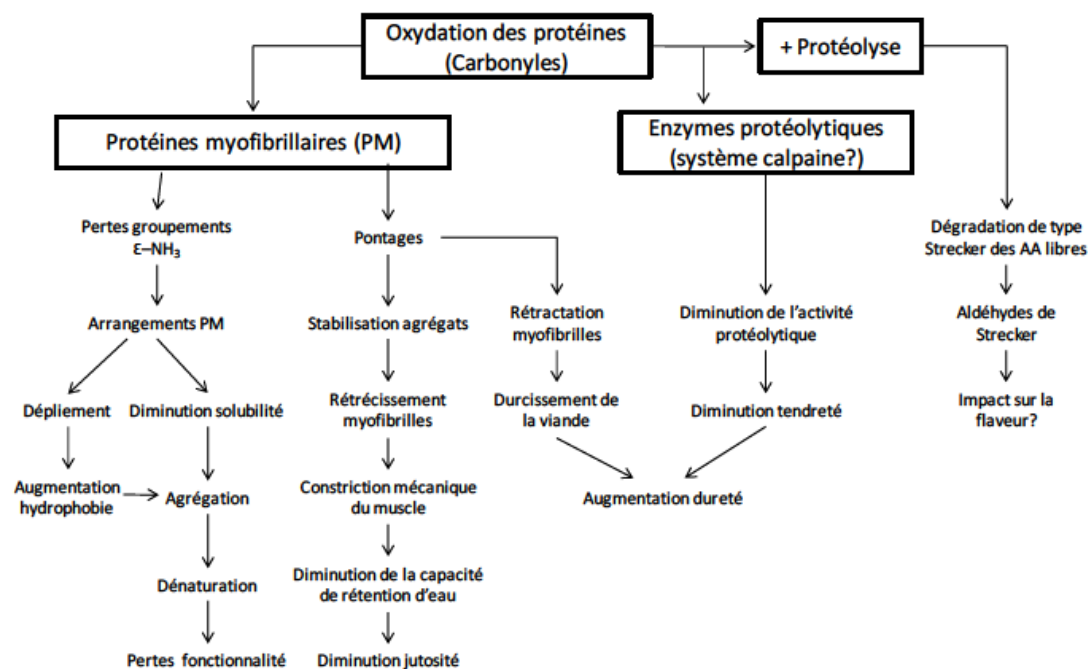 Oxydation des protéines
(Carbonyles)
+ Protéolyse
Protéines myofibrillaires (PM)
Enzymes protéolytiques
(système calpaine?)
Pertes groupements
Ɛ–NH₃
Pontages
Dégradation de type
Strecker des AA libres
Arrangements PM
Stabilisation agrégats
Rétractation
myofibrilles
Diminution de l'activité
protéolytique
Aldéhydes de
Strecker
Dépliement
Diminution solubilité
Rétrécissement
myofibrilles
Durcissement de
la viande
Diminution tendreté
Impact sur la
flaveur?
Augmentation
hydrophobie
Agrégation
Constriction mécanique
du muscle
Augmentation dureté
Dénaturation
Diminution de la capacité
de rétention d'eau
Pertes fonctionnalité
Diminution jutosité